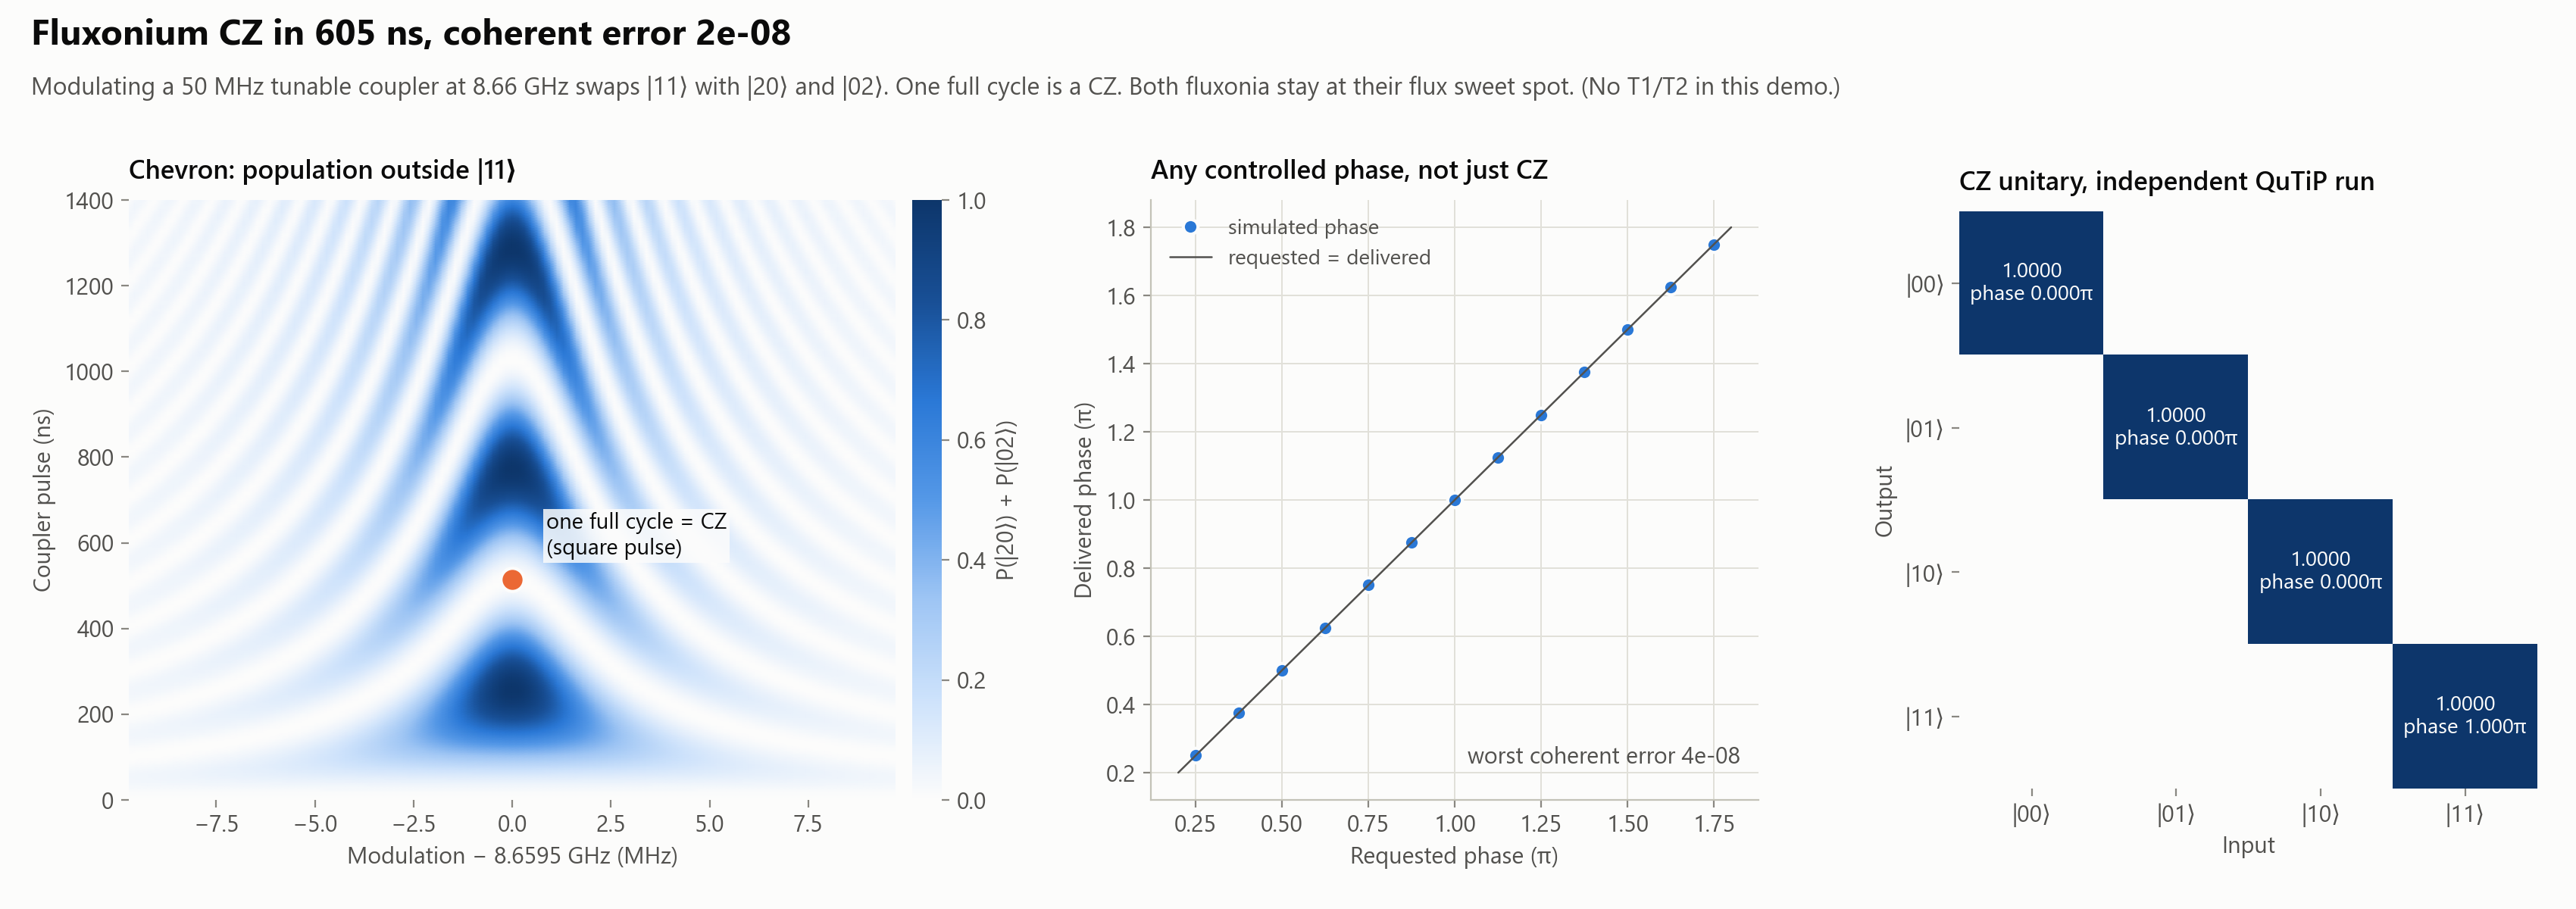 Fluxonium CZ in 605 ns, coherent error 2e-08
Modulating a 50 MHz tunable coupler at 8.66 GHz swaps |11⟩ with |20⟩ and |02⟩. One full cycle is a CZ. Both fluxonia stay at their flux sweet spot. (No T1/T2 in this demo.)
Chevron: population outside |11⟩
1400
1200
1000
800
600
400
200
0
Coupler pulse (ns)
one full cycle = CZ
(square pulse)
−7.5
−5.0
−2.5
0.0
2.5
5.0
7.5
Modulation − 8.6595 GHz (MHz)
1.0
0.8
0.6
0.4
0.2
0.0
P(|20⟩) + P(|02⟩)
Any controlled phase, not just CZ
simulated phase
requested = delivered
1.8
1.6
1.4
1.2
1.0
0.8
0.6
0.4
0.2
Delivered phase (π)
worst coherent error 4e-08
0.25
0.50
0.75
1.00
1.25
1.50
1.75
Requested phase (π)
CZ unitary, independent QuTiP run
|00⟩
|01⟩
|10⟩
|11⟩
Output
1.0000
phase 0.000π
1.0000
phase 0.000π
1.0000
phase 0.000π
1.0000
phase 1.000π
|00⟩
|01⟩
|10⟩
|11⟩
Input